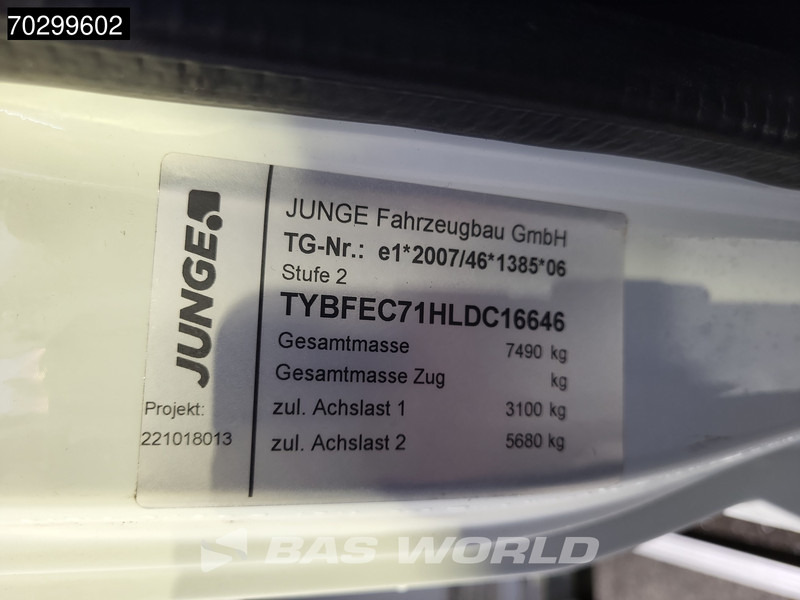 70299602
JUNGE
JUNGE Fahrzeugbau GmbH
TG-Nr.: e1*2007/46*1385*06
Stufe 2
TYBFEC71HLDC16646
Gesamtmasse 7490 kg
Gesamtmasse Zug kg
Projekt:
zul. Achslast 1 3100 kg
221018013
zul. Achslast 2 5680 kg
BAS WORLD